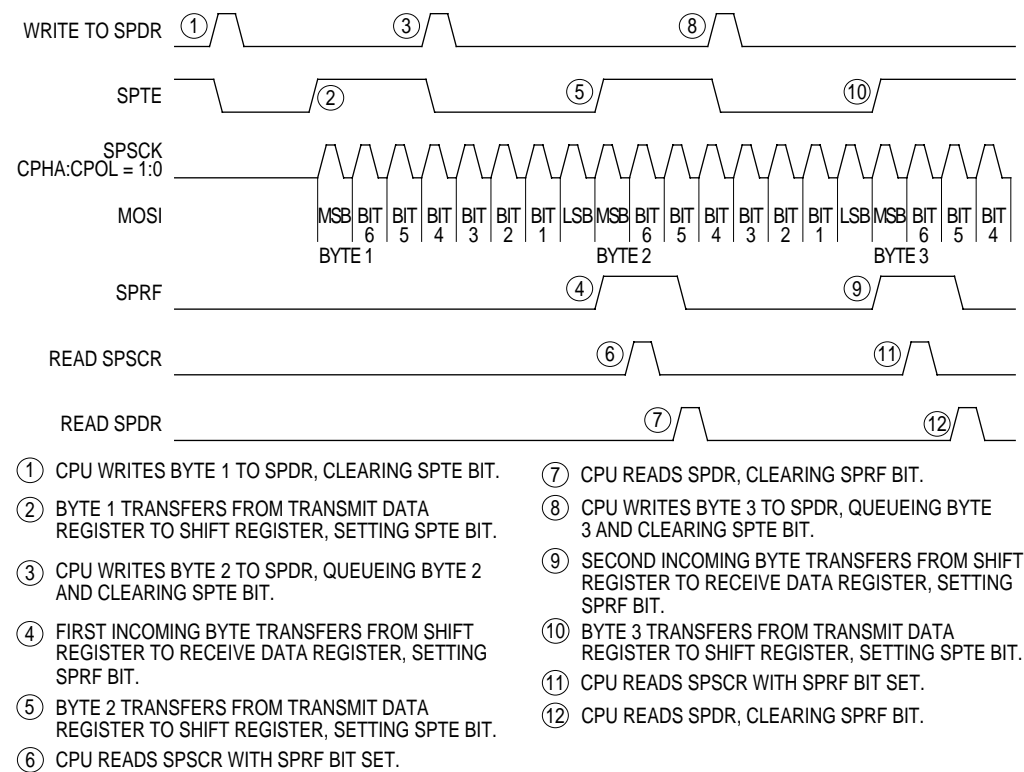 WRITE TO SPDR
1
3
8
SPTE
2
5
10
SPSCK
CPHA:CPOL = 1:0
MOSI
MSB BIT BIT BIT BIT BIT BIT LSB MSB BIT BIT BIT BIT BIT BIT LSB MSB BIT BIT BIT
6 5 4 3 2 1 6 5 4 3 2 1 6 5 4
BYTE 1 BYTE 2 BYTE 3
SPRF
4
9
READ SPSCR
6
11
READ SPDR
7
12
1 CPU WRITES BYTE 1 TO SPDR, CLEARING SPTE BIT.
2 BYTE 1 TRANSFERS FROM TRANSMIT DATA
REGISTER TO SHIFT REGISTER, SETTING SPTE BIT.
3 CPU WRITES BYTE 2 TO SPDR, QUEUEING BYTE 2
AND CLEARING SPTE BIT.
4 FIRST INCOMING BYTE TRANSFERS FROM SHIFT
REGISTER TO RECEIVE DATA REGISTER, SETTING
SPRF BIT.
5 BYTE 2 TRANSFERS FROM TRANSMIT DATA
REGISTER TO SHIFT REGISTER, SETTING SPTE BIT.
6 CPU READS SPSCR WITH SPRF BIT SET.
7 CPU READS SPDR, CLEARING SPRF BIT.
8 CPU WRITES BYTE 3 TO SPDR, QUEUEING BYTE
3 AND CLEARING SPTE BIT.
9 SECOND INCOMING BYTE TRANSFERS FROM SHIFT
REGISTER TO RECEIVE DATA REGISTER, SETTING
SPRF BIT.
10 BYTE 3 TRANSFERS FROM TRANSMIT DATA
REGISTER TO SHIFT REGISTER, SETTING SPTE BIT.
11 CPU READS SPSCR WITH SPRF BIT SET.
12 CPU READS SPDR, CLEARING SPRF BIT.